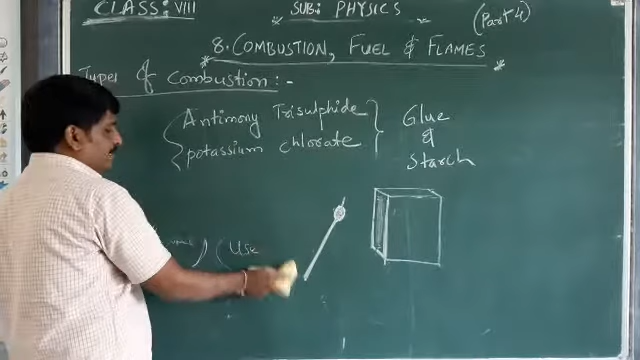 CLASS: VIII
SUB: PHYSICS
(Part 4)
8. COMBUSTION, FUEL & FLAMES
Types of Combustion:-
Antimony Trisulphide
potassium chlorate
Glue
&
Starch
(Use